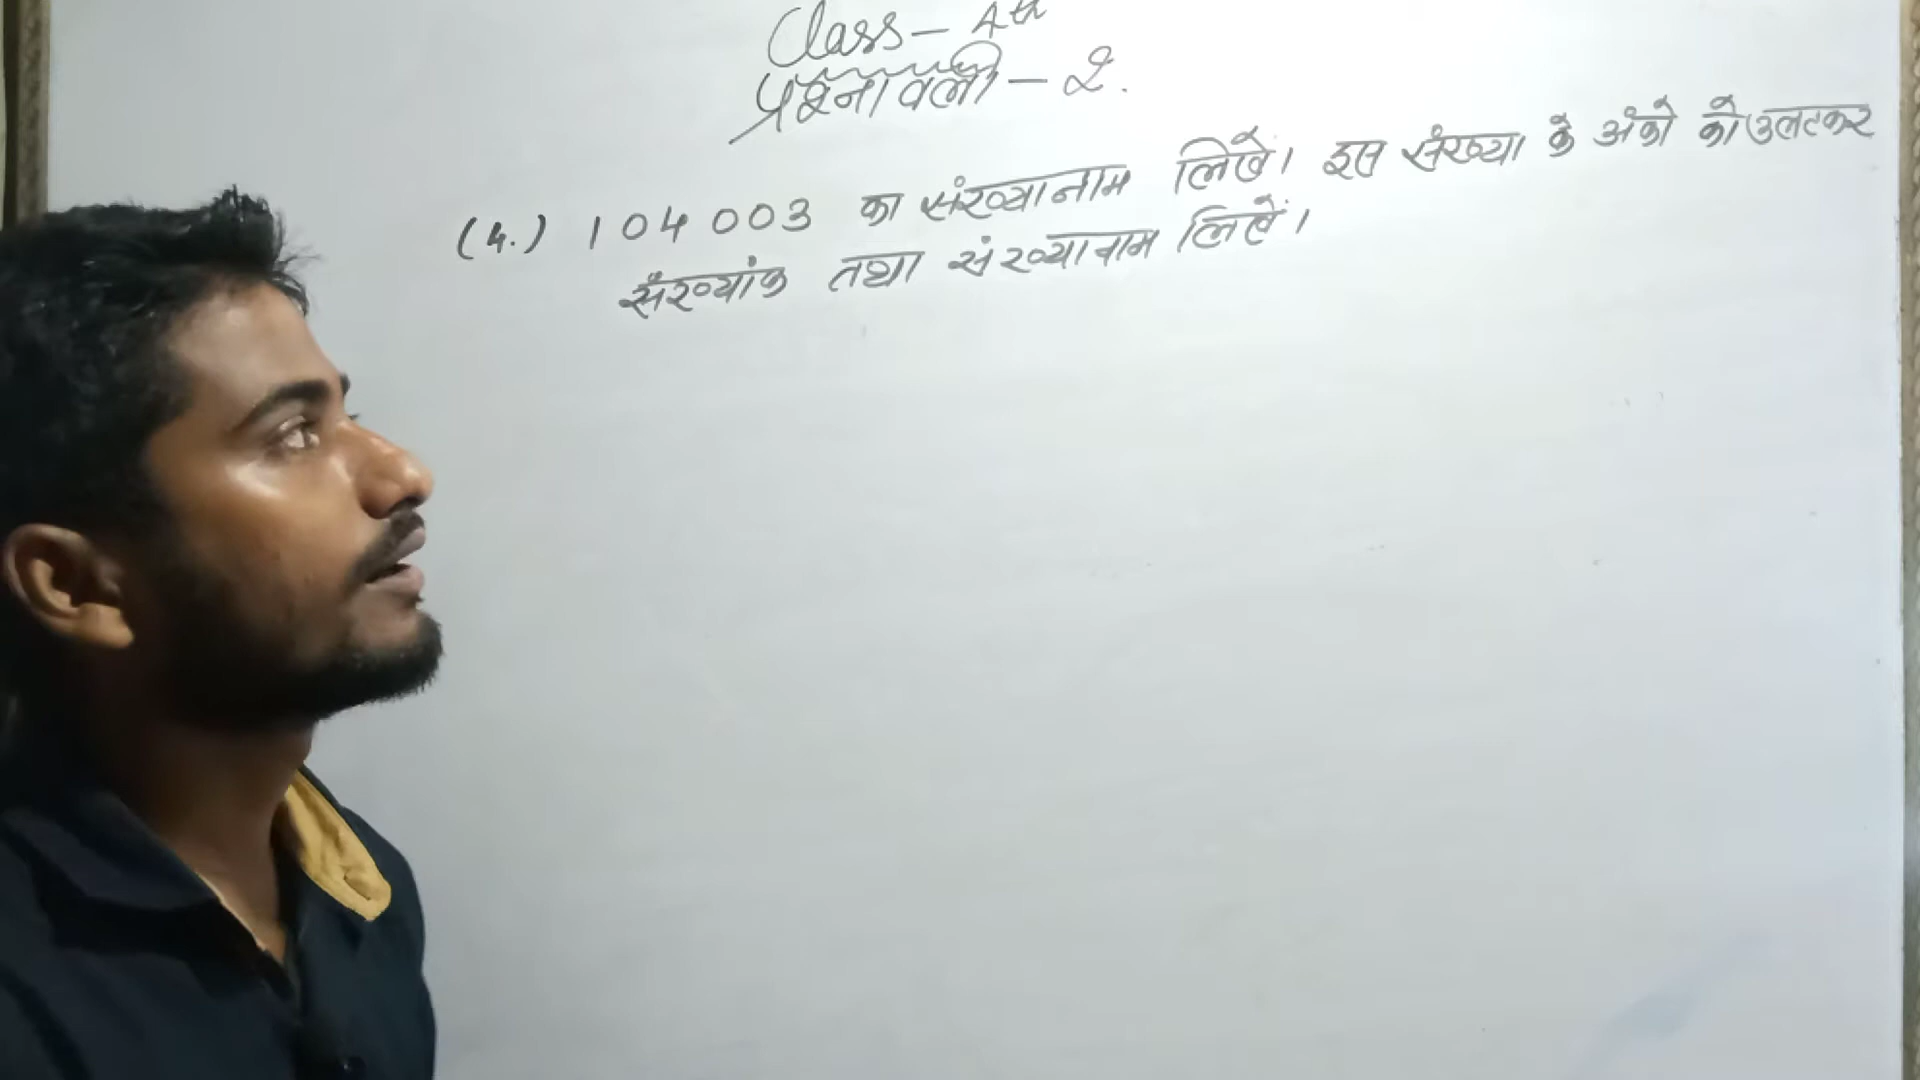 Class - 4th
प्रश्नावली - 2.
(4.) 104003 का संख्यानाम लिखें। इस संख्या के अंको को उलटकर
संख्यांक तथा संख्यानाम लिखें।